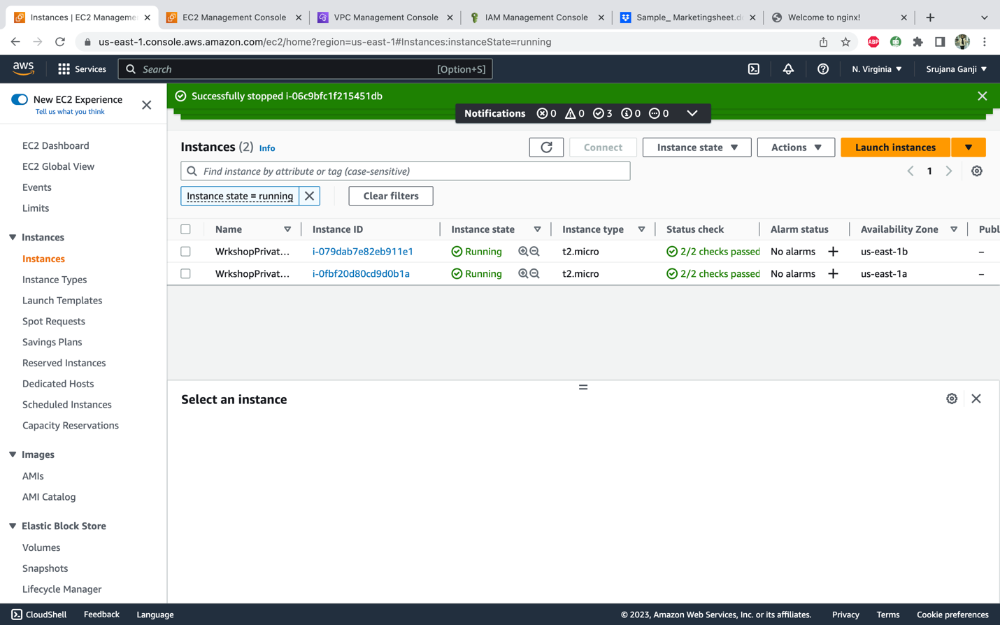 Instances | EC2 Manageme
EC2 Management Console
VPC Management Console
IAM Management Console
Sample_ Marketingsheet.d
Welcome to nginx!
us-east-1.console.aws.amazon.com/ec2/home?region=us-east-1#Instances:instanceState=running
ABP
aws
Services
Search
[Option+S]
N. Virginia
Srujana Ganji
New EC2 Experience
Tell us what you think
EC2 Dashboard
EC2 Global View
Events
Limits
Instances
Instances
Instance Types
Launch Templates
Spot Requests
Savings Plans
Reserved Instances
Dedicated Hosts
Scheduled Instances
Capacity Reservations
Images
AMIs
AMI Catalog
Elastic Block Store
Volumes
Snapshots
Lifecycle Manager
Successfully stopped i-06c9bfc1f215451db
Notifications 0 0 3 0 0
Instances (2) Info
Connect
Instance state
Actions
Launch instances
Find instance by attribute or tag (case-sensitive)
1
Instance state = running
Clear filters
Name Instance ID Instance state Instance type Status check Alarm status Availability Zone Publ
WrkshopPrivat... i-079dab7e82eb911e1 Running t2.micro 2/2 checks passed No alarms + us-east-1b –
WrkshopPrivat... i-0fbf20d80cd9d0b1a Running t2.micro 2/2 checks passed No alarms + us-east-1a –
Select an instance
CloudShell Feedback Language © 2023, Amazon Web Services, Inc. or its affiliates. Privacy Terms Cookie preferences